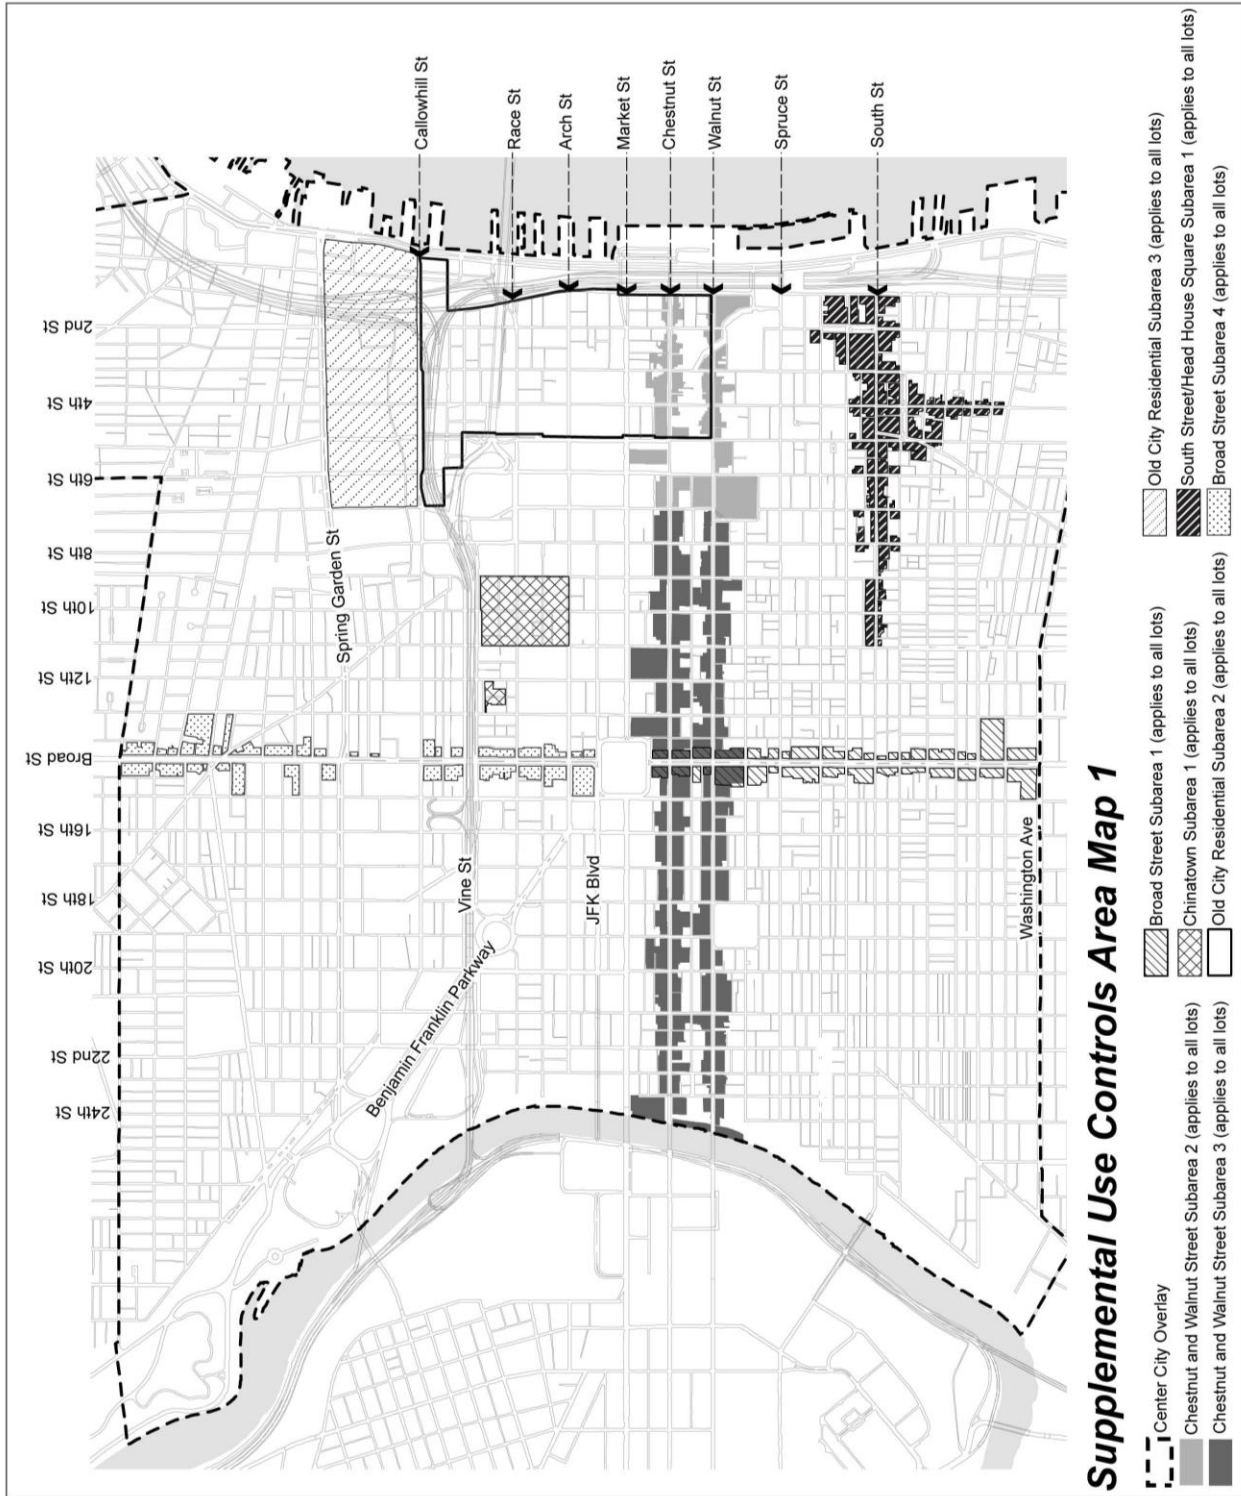 Callowhill St
Race St
Arch St
Market St
Chestnut St
Walnut St
Spruce St
South St
2nd St
4th St
6th St
8th St
10th St
12th St
Broad St
16th St
18th St
20th St
22nd St
24th St
Spring Garden St
Vine St
Benjamin Franklin Parkway
JFK Blvd
Washington Ave
Supplemental Use Controls Area Map 1
Center City Overlay
Chestnut and Walnut Street Subarea 2 (applies to all lots)
Chestnut and Walnut Street Subarea 3 (applies to all lots)
Broad Street Subarea 1 (applies to all lots)
Chinatown Subarea 1 (applies to all lots)
Old City Residential Subarea 2 (applies to all lots)
Old City Residential Subarea 3 (applies to all lots)
South Street/Head House Square Subarea 1 (applies to all lots)
Broad Street Subarea 4 (applies to all lots)